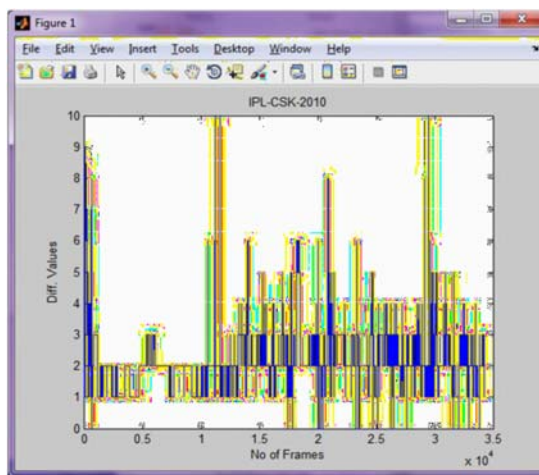 Figure 1
File Edit View Insert Tools Desktop Window Help
IPL-CSK-2010
10
9
8
7
6
5
4
3
2
1
0
Diff. Values
0 0.5 1 1.5 2 2.5 3 3.5
No of Frames
x 10^4